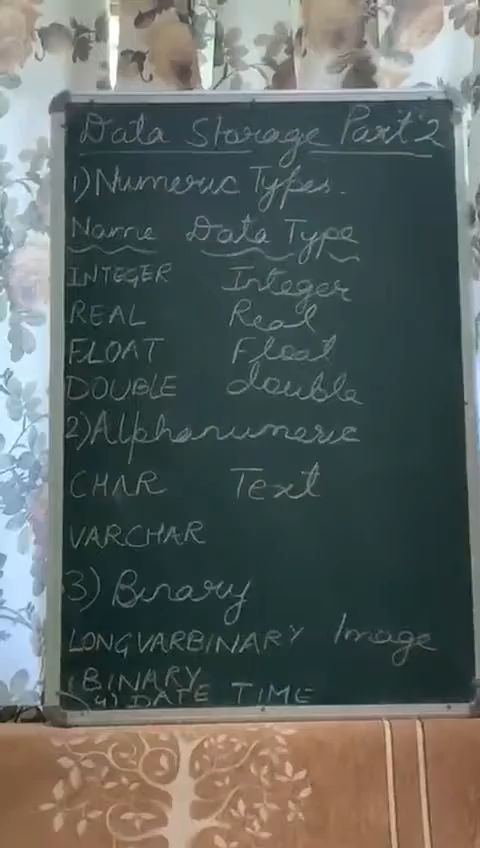 Data Storage Part 2
1) Numeric Types.
Name Data Type
INTEGER Integer
REAL Real
FLOAT Float
DOUBLE double
2) Alphanumeric
CHAR Text
VARCHAR
3) Binary
LONGVARBINARY Image
BINARY
4) DATE TIME